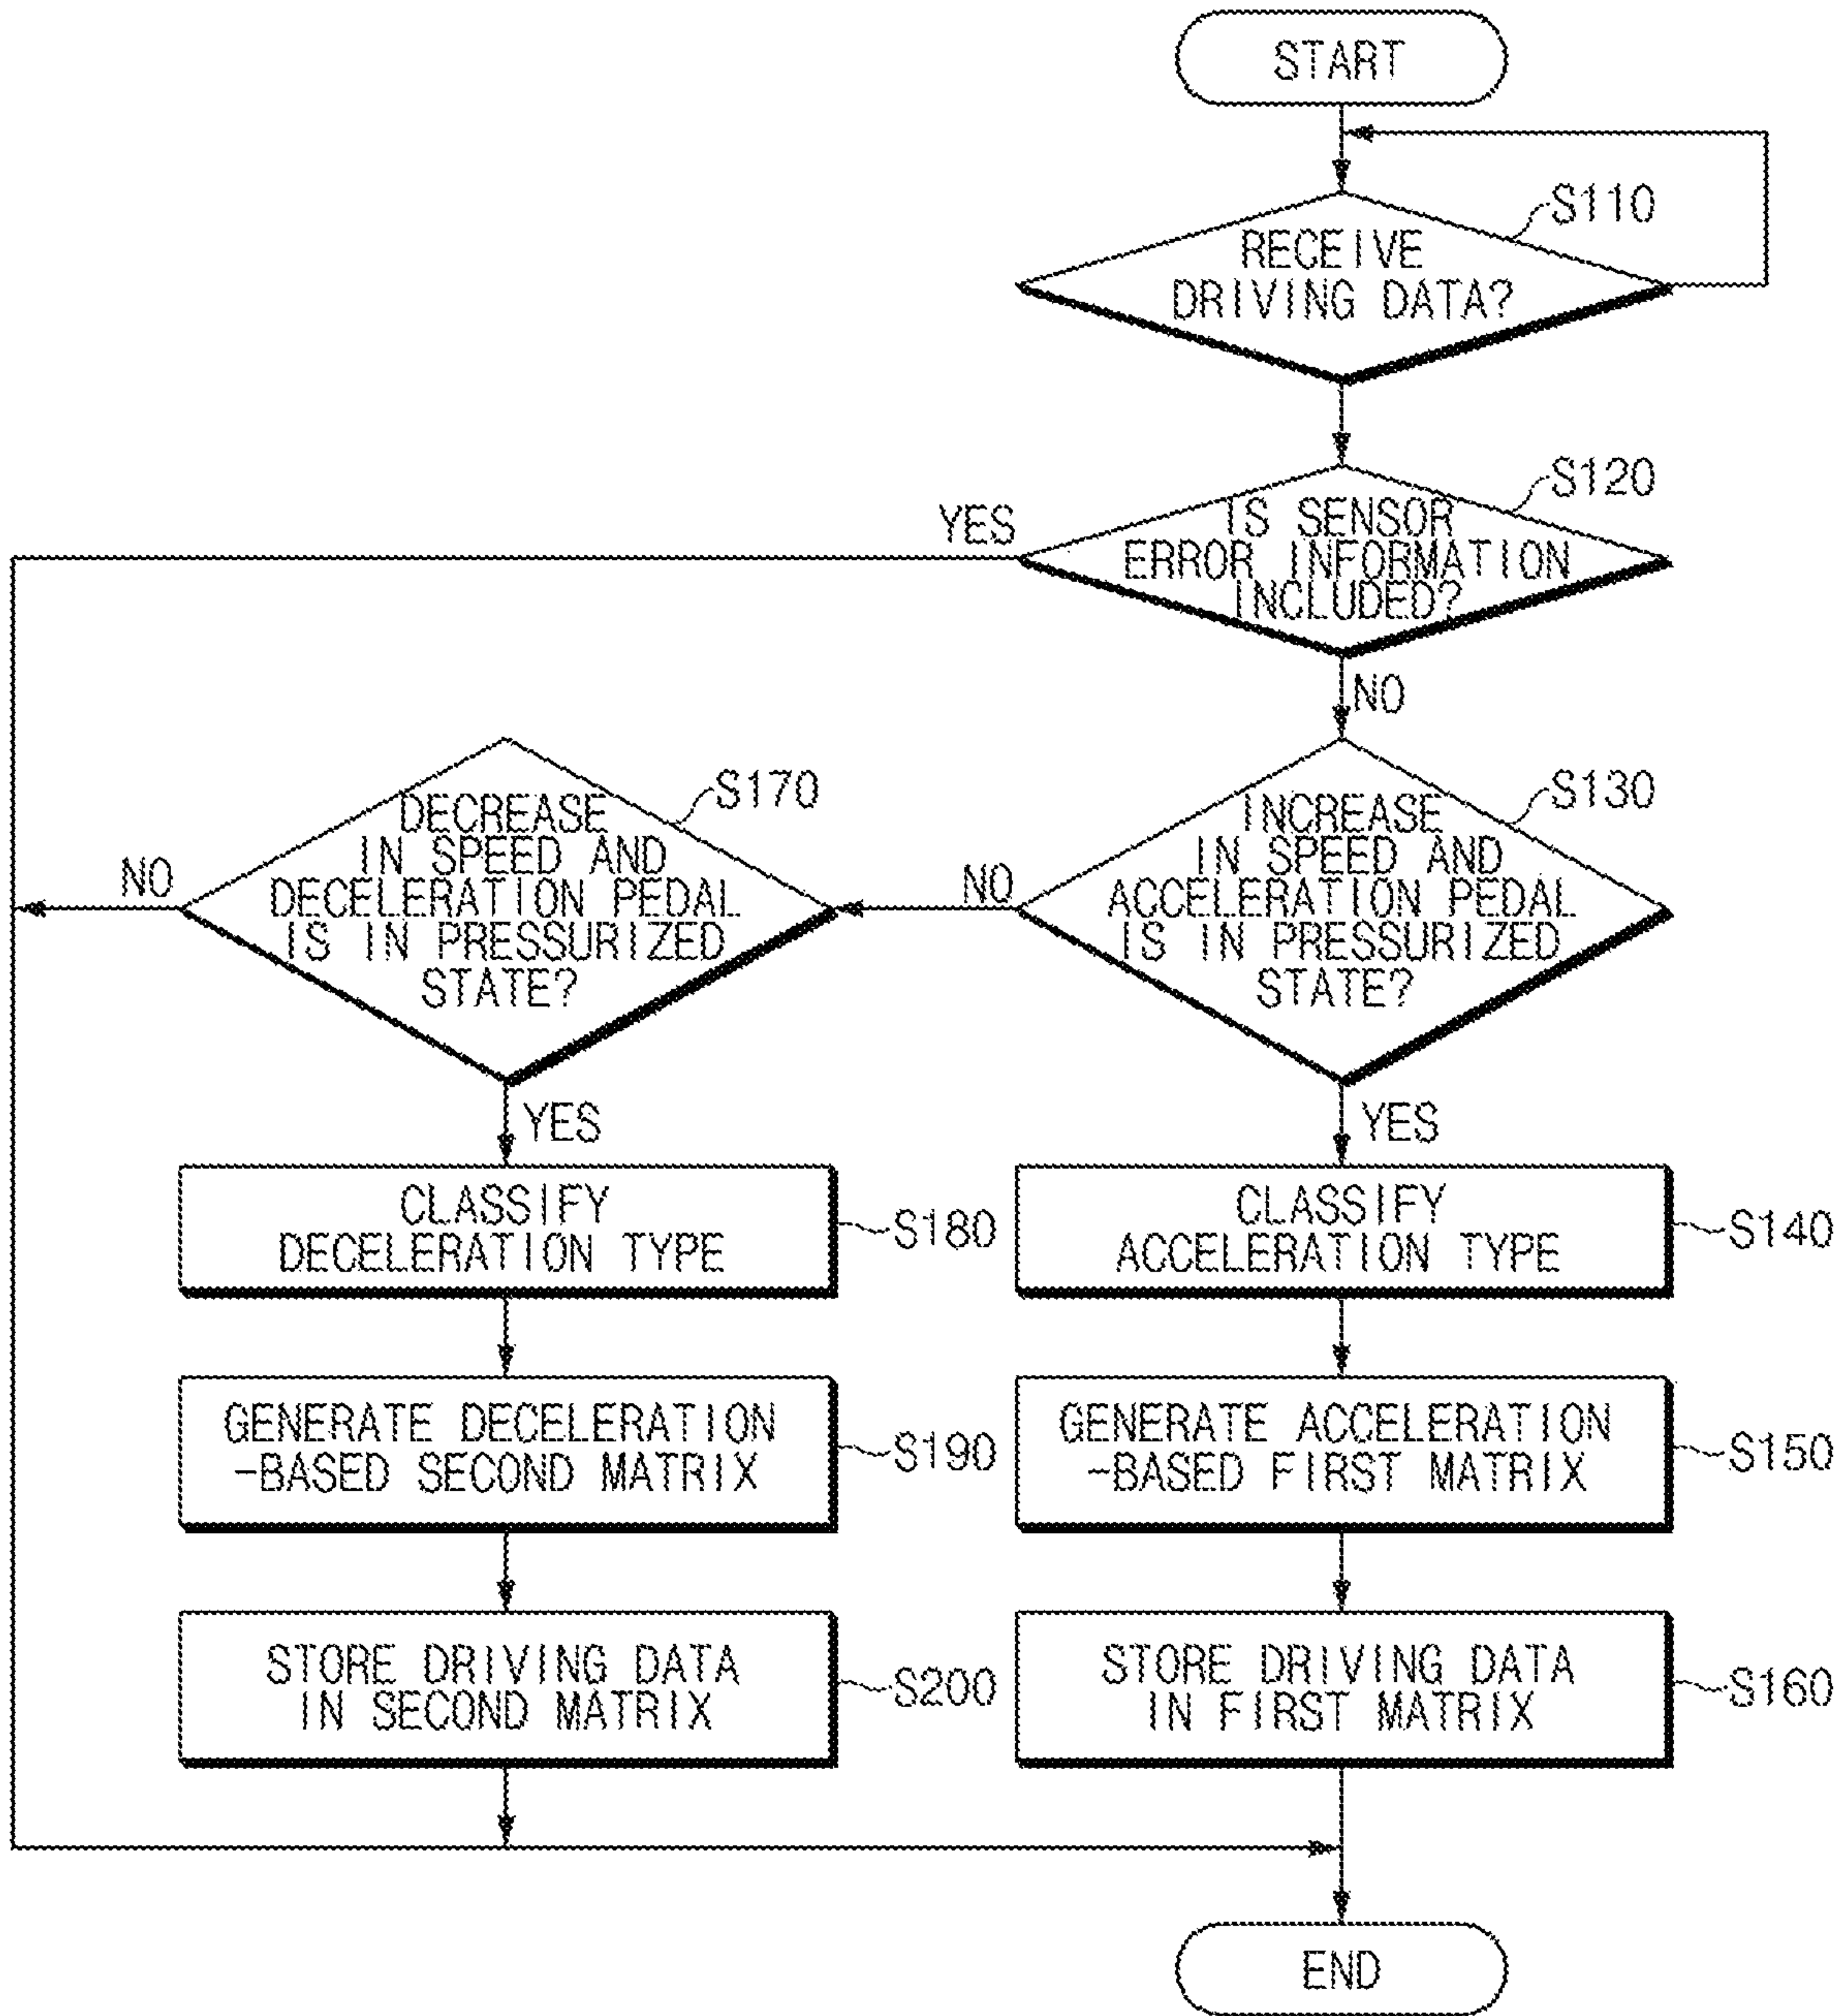 START
S110
RECEIVE
DRIVING DATA?
S120
YES
IS SENSOR
ERROR INFORMATION
INCLUDED?
NO
S170
DECREASE
IN SPEED AND
DECELERATION PEDAL
IS IN PRESSURIZED
STATE?
NO
S130
INCREASE
IN SPEED AND
ACCELERATION PEDAL
IS IN PRESSURIZED
STATE?
NO
YES
YES
CLASSIFY
DECELERATION TYPE
S180
CLASSIFY
ACCELERATION TYPE
S140
GENERATE DECELERATION
-BASED SECOND MATRIX
S190
GENERATE ACCELERATION
-BASED FIRST MATRIX
S150
STORE DRIVING DATA
IN SECOND MATRIX
S200
STORE DRIVING DATA
IN FIRST MATRIX
S160
END